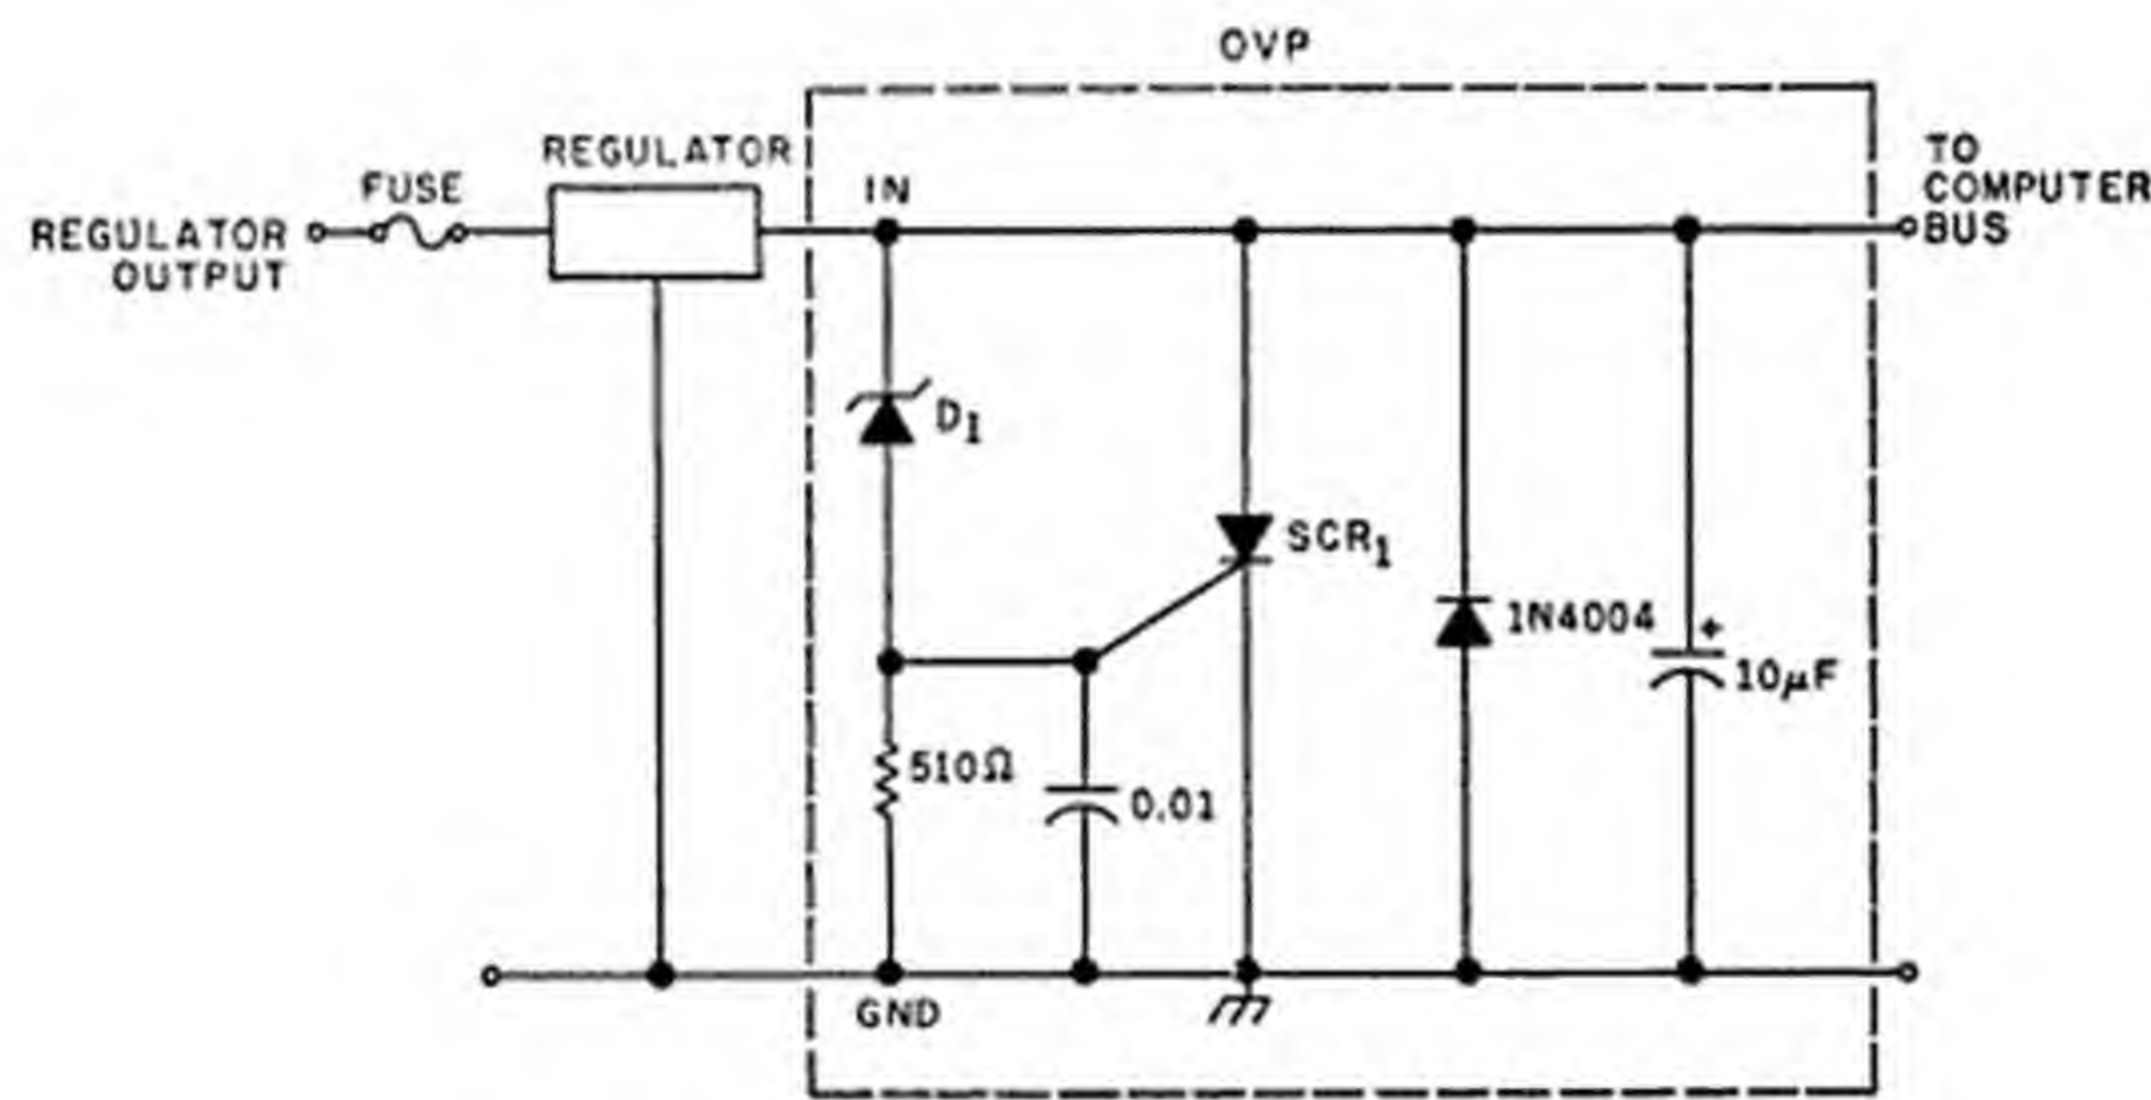 OVP
REGULATOR
FUSE
IN
TO
COMPUTER
BUS
REGULATOR
OUTPUT
D1
SCR1
1N4004
+
10µF
510Ω
0.01
GND